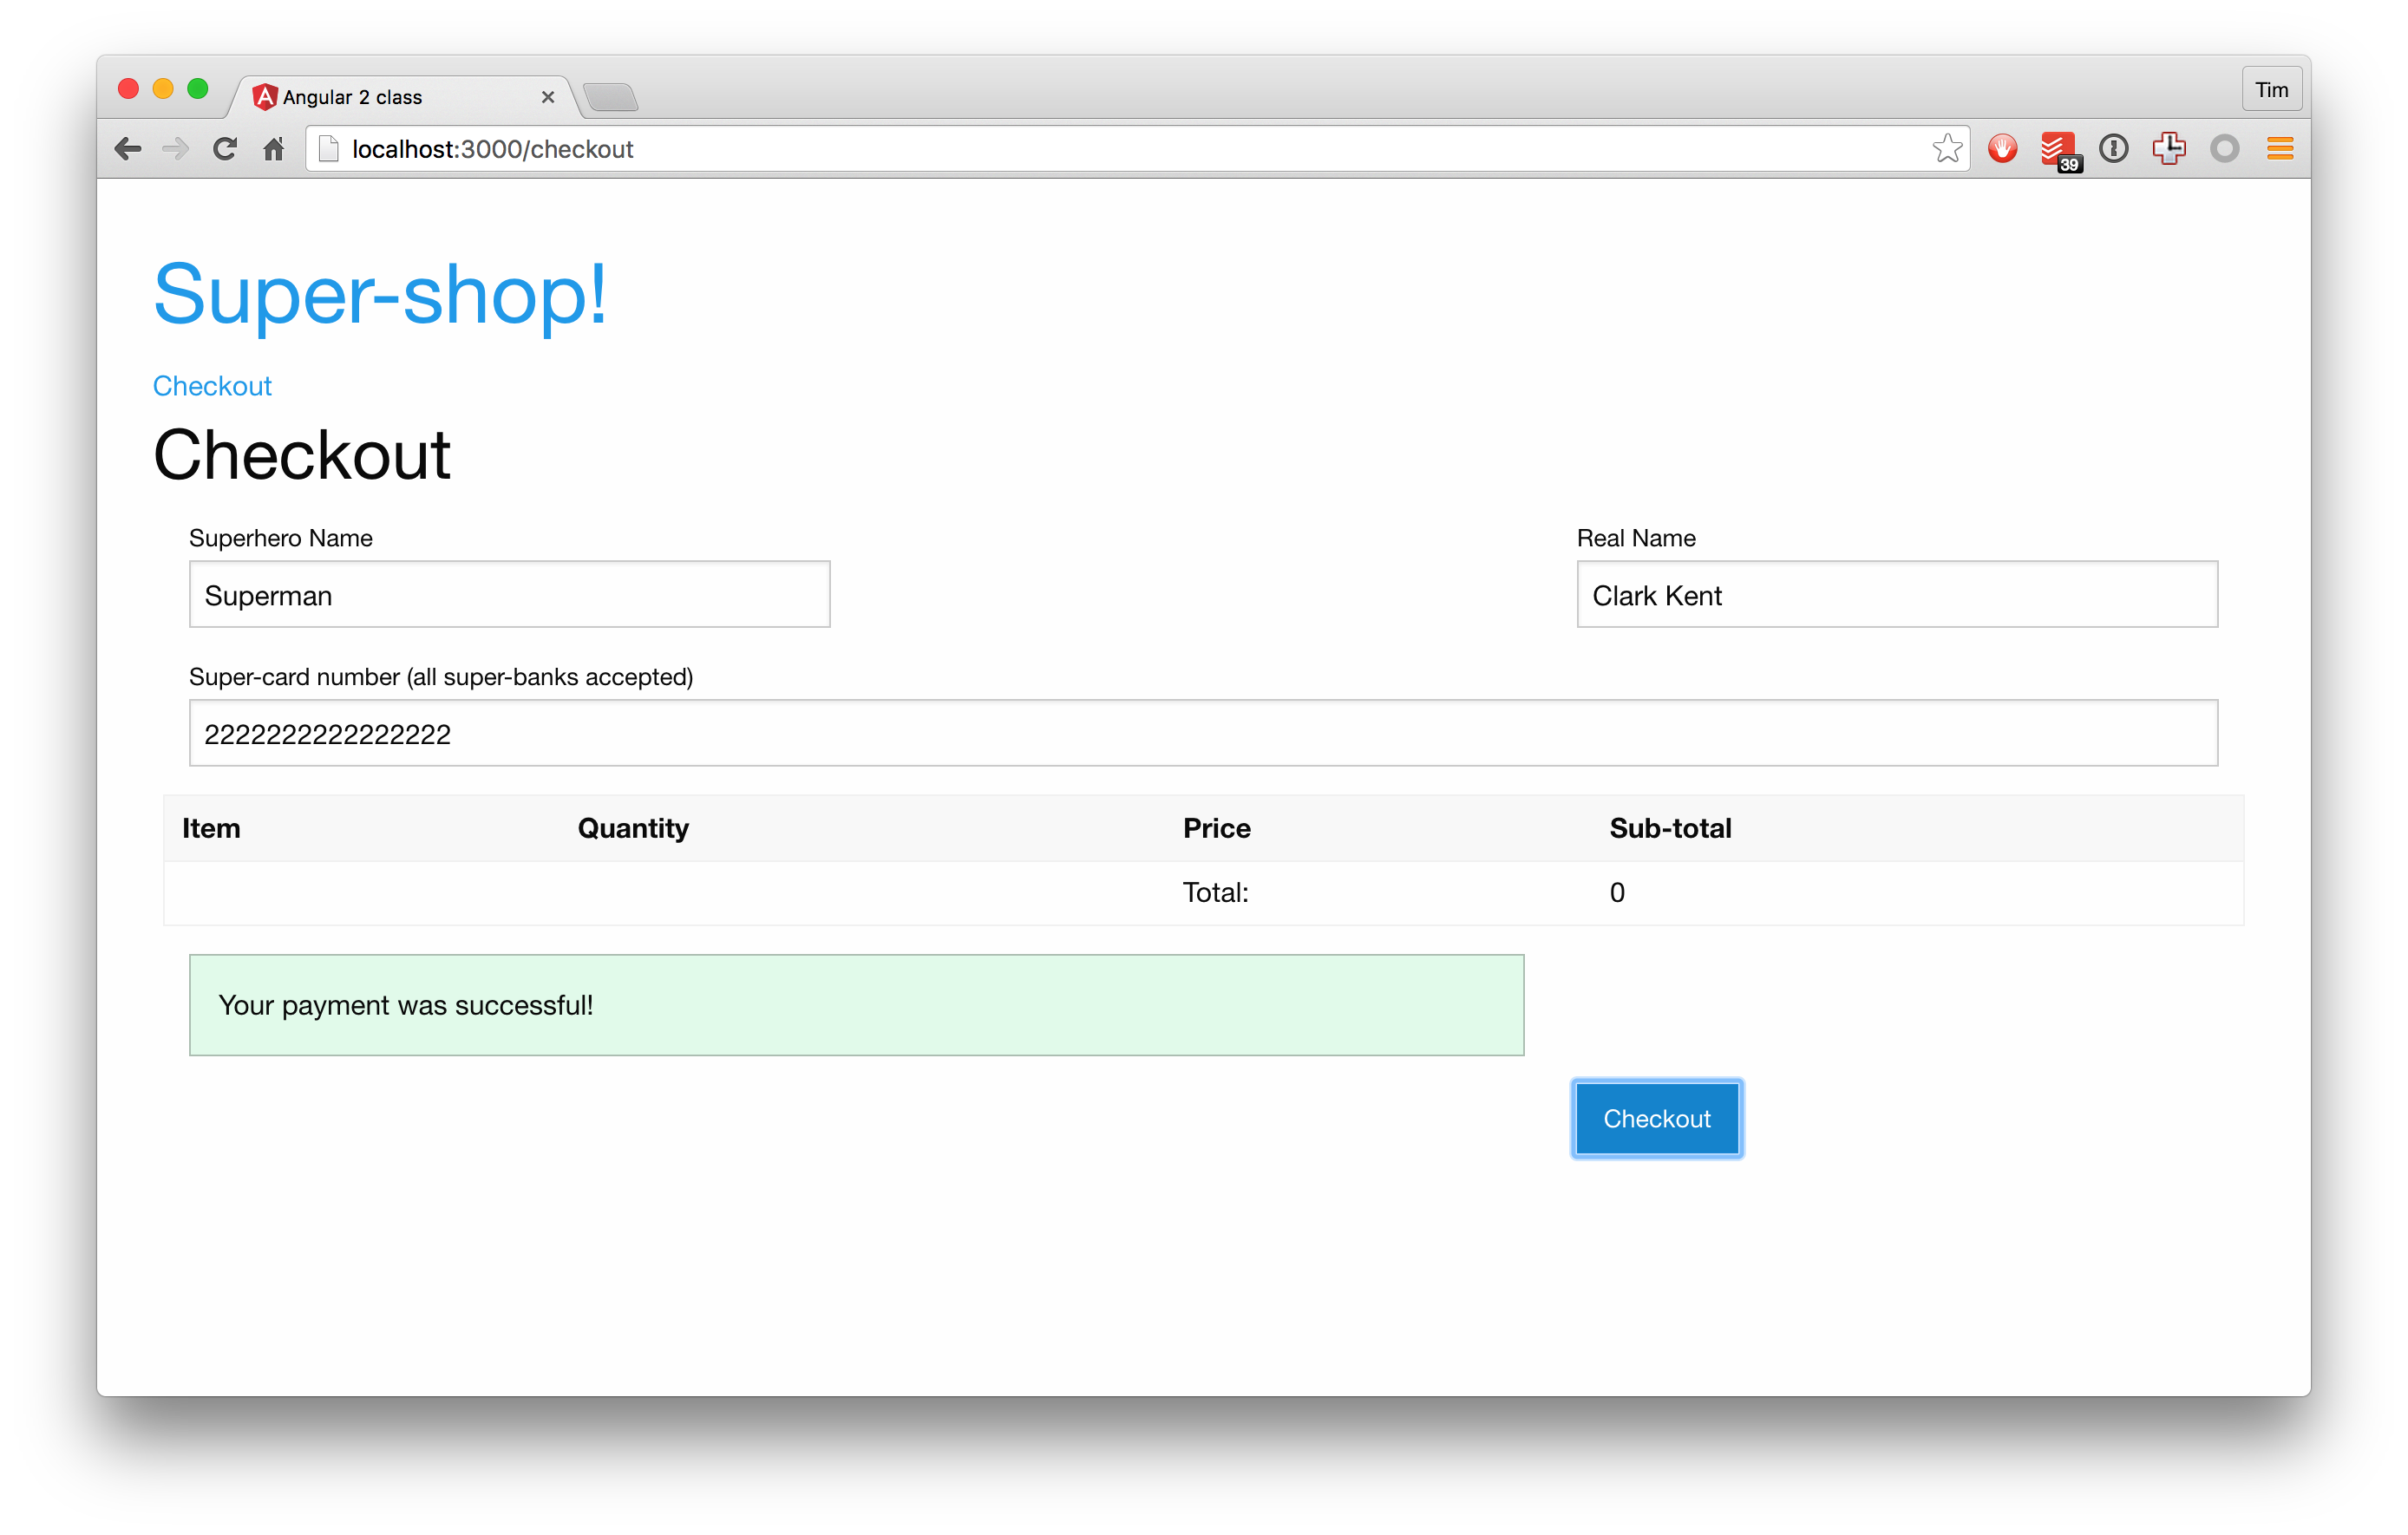 Angular 2 class
Tim
localhost:3000/checkout
39
Super-shop!
Checkout
Checkout
Superhero Name
Real Name
Superman
Clark Kent
Super-card number (all super-banks accepted)
2222222222222222
Item Quantity Price Sub-total
Total: 0
Your payment was successful!
Checkout